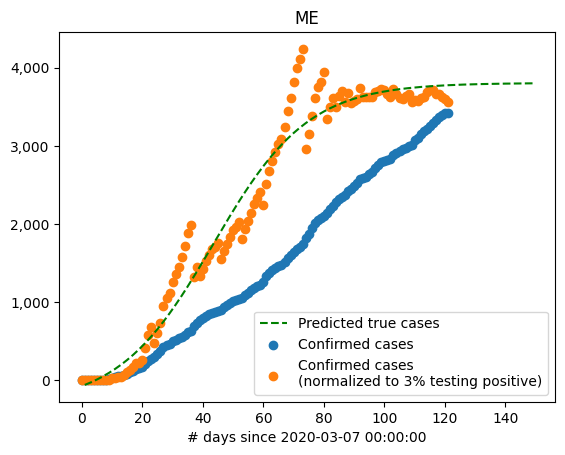 ME
4,000
3,000
2,000
1,000
0
0 20 40 60 80 100 120 140
# days since 2020-03-07 00:00:00
Predicted true cases
Confirmed cases
Confirmed cases
(normalized to 3% testing positive)